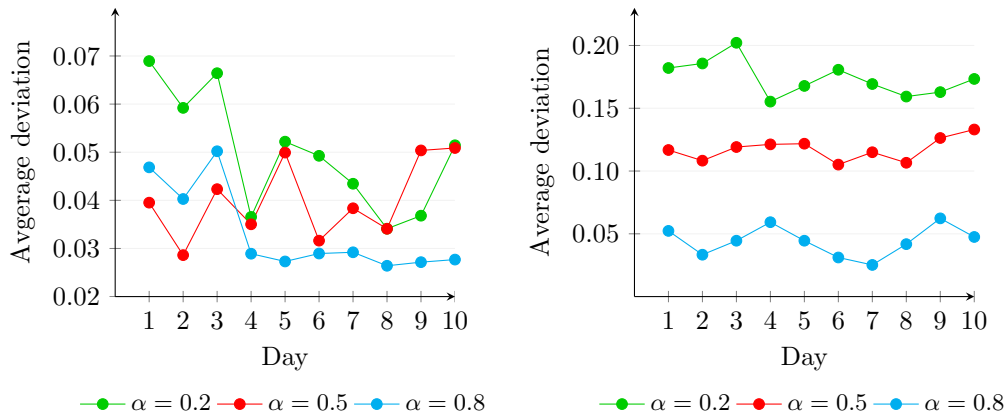 Avgerage deviation
0.07
0.06
0.05
0.04
0.03
0.02
1 2 3 4 5 6 7 8 9 10
Day
α = 0.2 α = 0.5 α = 0.8
Average deviation
0.20
0.15
0.10
0.05
1 2 3 4 5 6 7 8 9 10
Day
α = 0.2 α = 0.5 α = 0.8